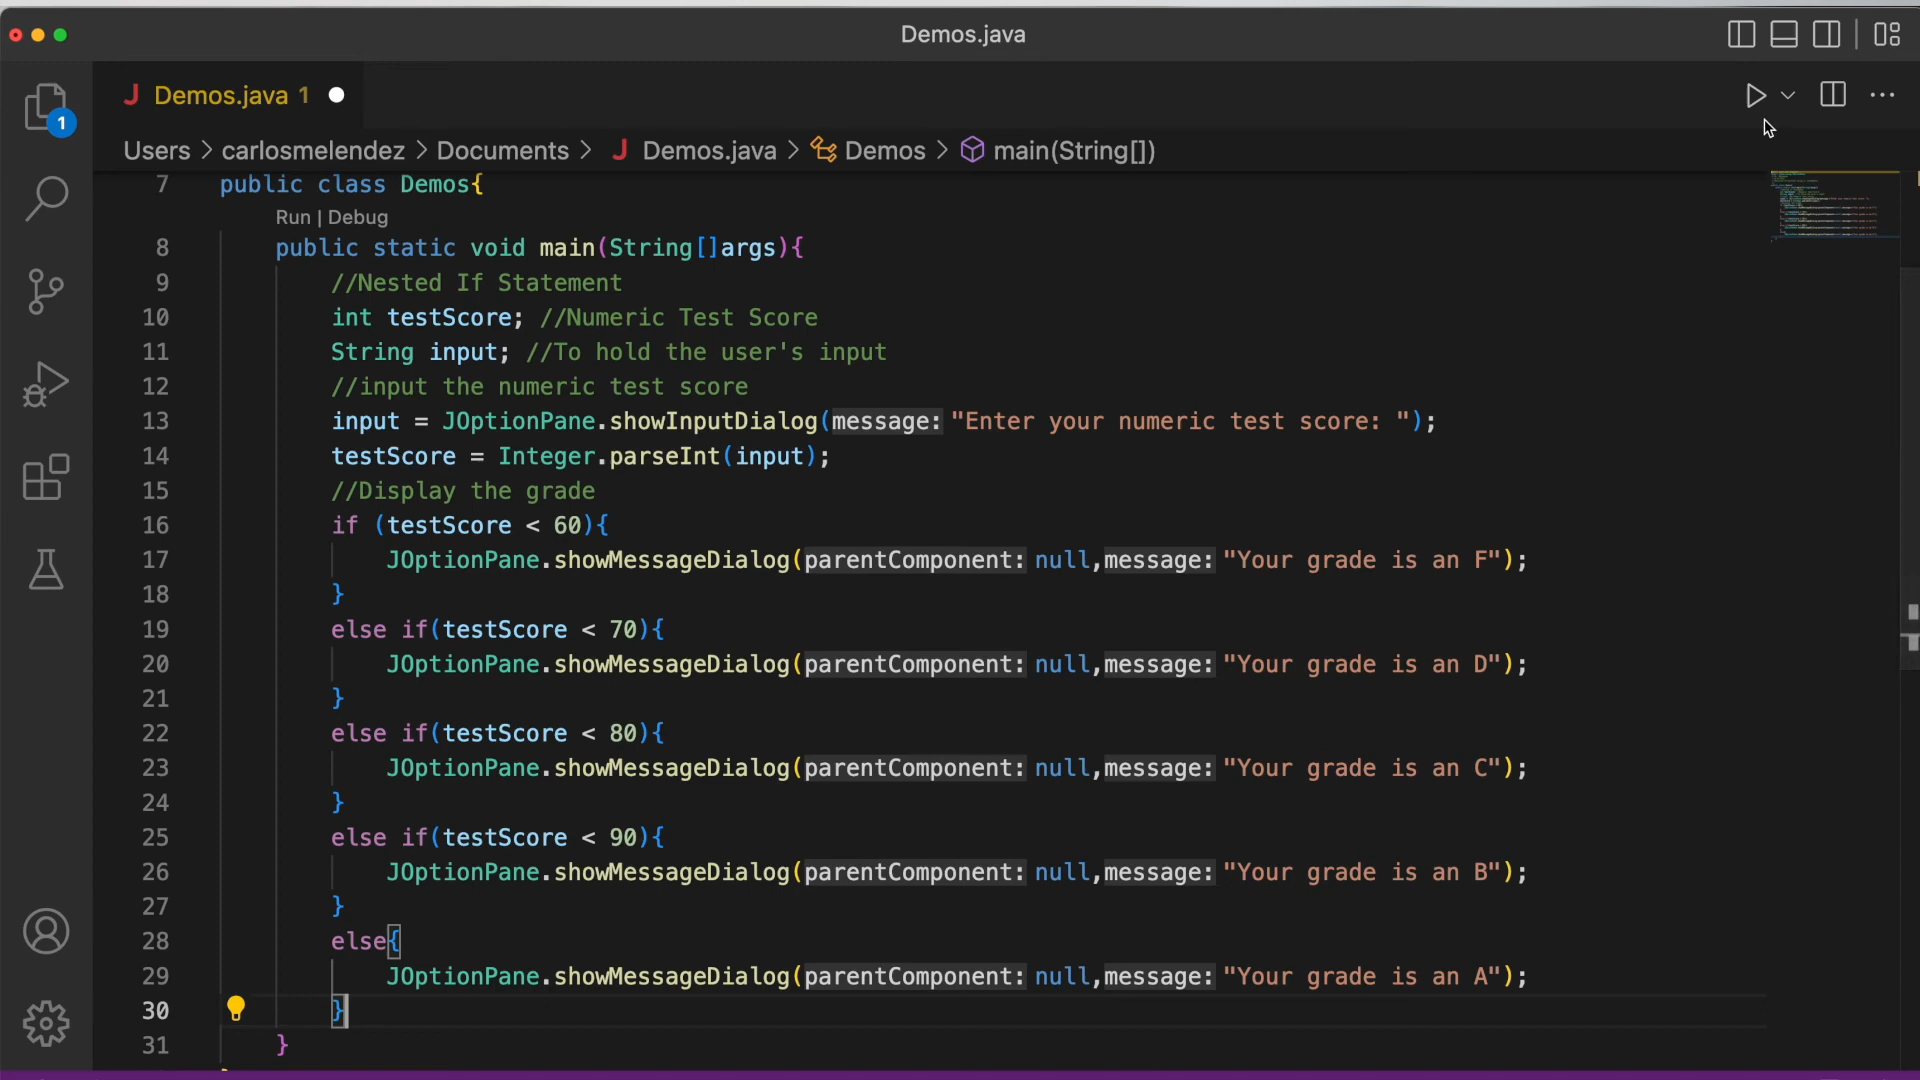 Demos.java
J Demos.java 1
1
Users > carlosmelendez > Documents > J Demos.java > Demos > main(String[])
7 public class Demos{
Run | Debug
8 public static void main(String[]args){
9 //Nested If Statement
10 int testScore; //Numeric Test Score
11 String input; //To hold the user's input
12 //input the numeric test score
13 input = JOptionPane.showInputDialog(message: "Enter your numeric test score: ");
14 testScore = Integer.parseInt(input);
15 //Display the grade
16 if (testScore < 60){
17 JOptionPane.showMessageDialog(parentComponent: null,message: "Your grade is an F");
18 }
19 else if(testScore < 70){
20 JOptionPane.showMessageDialog(parentComponent: null,message: "Your grade is an D");
21 }
22 else if(testScore < 80){
23 JOptionPane.showMessageDialog(parentComponent: null,message: "Your grade is an C");
24 }
25 else if(testScore < 90){
26 JOptionPane.showMessageDialog(parentComponent: null,message: "Your grade is an B");
27 }
28 else{
29 JOptionPane.showMessageDialog(parentComponent: null,message: "Your grade is an A");
30 }
31 }